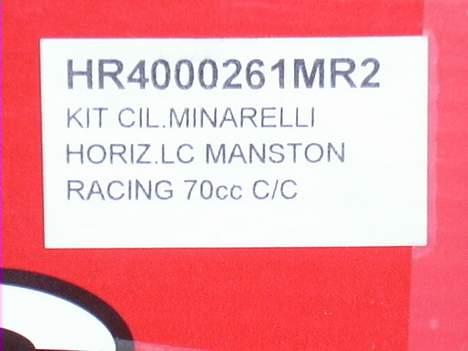 HR4000261MR2
KIT CIL.MINARELLI
HORIZ.LC MANSTON
RACING 70cc C/C